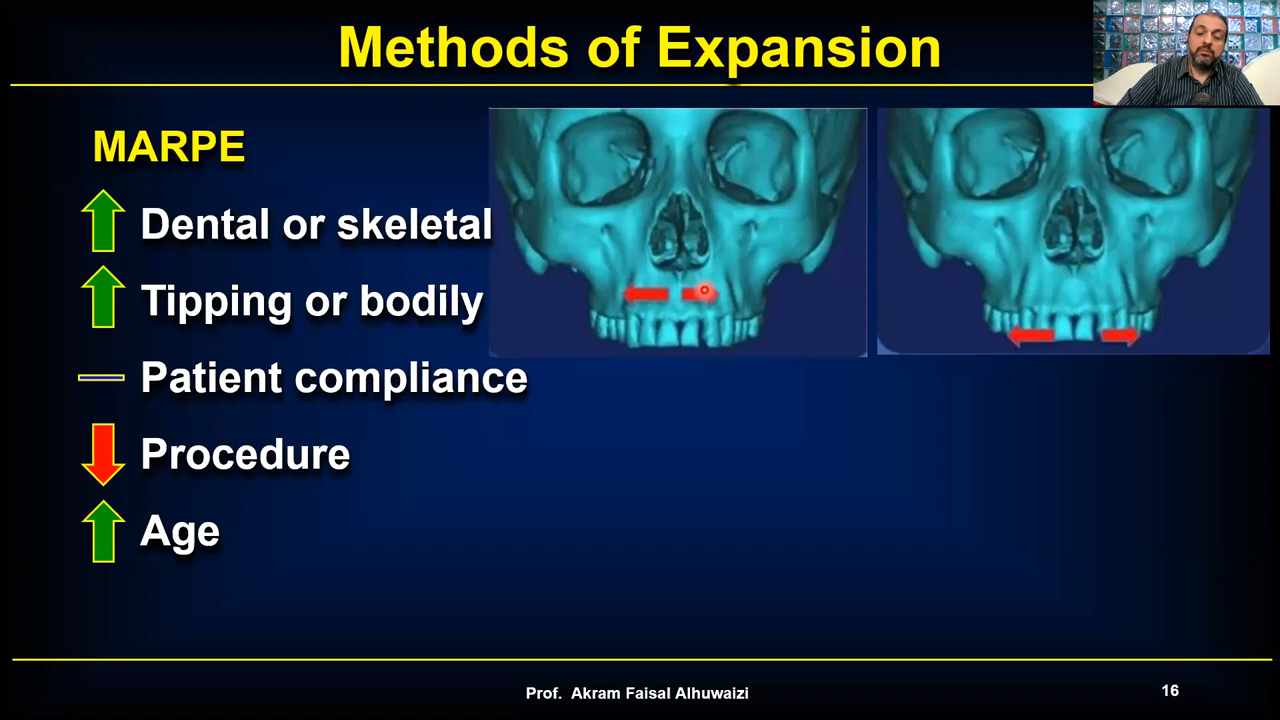 Methods of Expansion
MARPE
Dental or skeletal
Tipping or bodily
Patient compliance
Procedure
Age
Prof. Akram Faisal Alhuwaizi
16